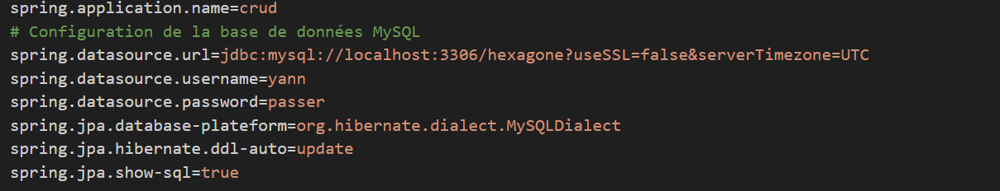 spring.application.name=crud
# Configuration de la base de données MySQL
spring.datasource.url=jdbc:mysql://localhost:3306/hexagone?useSSL=false&serverTimezone=UTC
spring.datasource.username=yann
spring.datasource.password=passer
spring.jpa.database-plateform=org.hibernate.dialect.MySQLDialect
spring.jpa.hibernate.ddl-auto=update
spring.jpa.show-sql=true